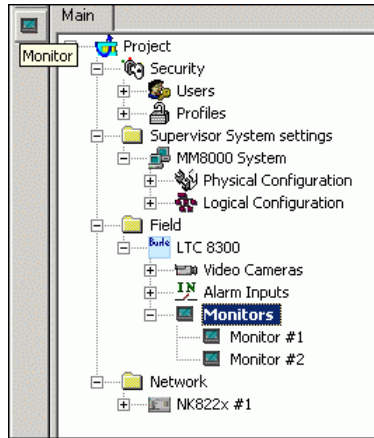 Main
Monitor
Project
Security
Users
Profiles
Supervisor System settings
MM8000 System
Physical Configuration
Logical Configuration
Field
Burle LTC 8300
Video Cameras
IN Alarm Inputs
Monitors
Monitor #1
Monitor #2
Network
NK822x #1